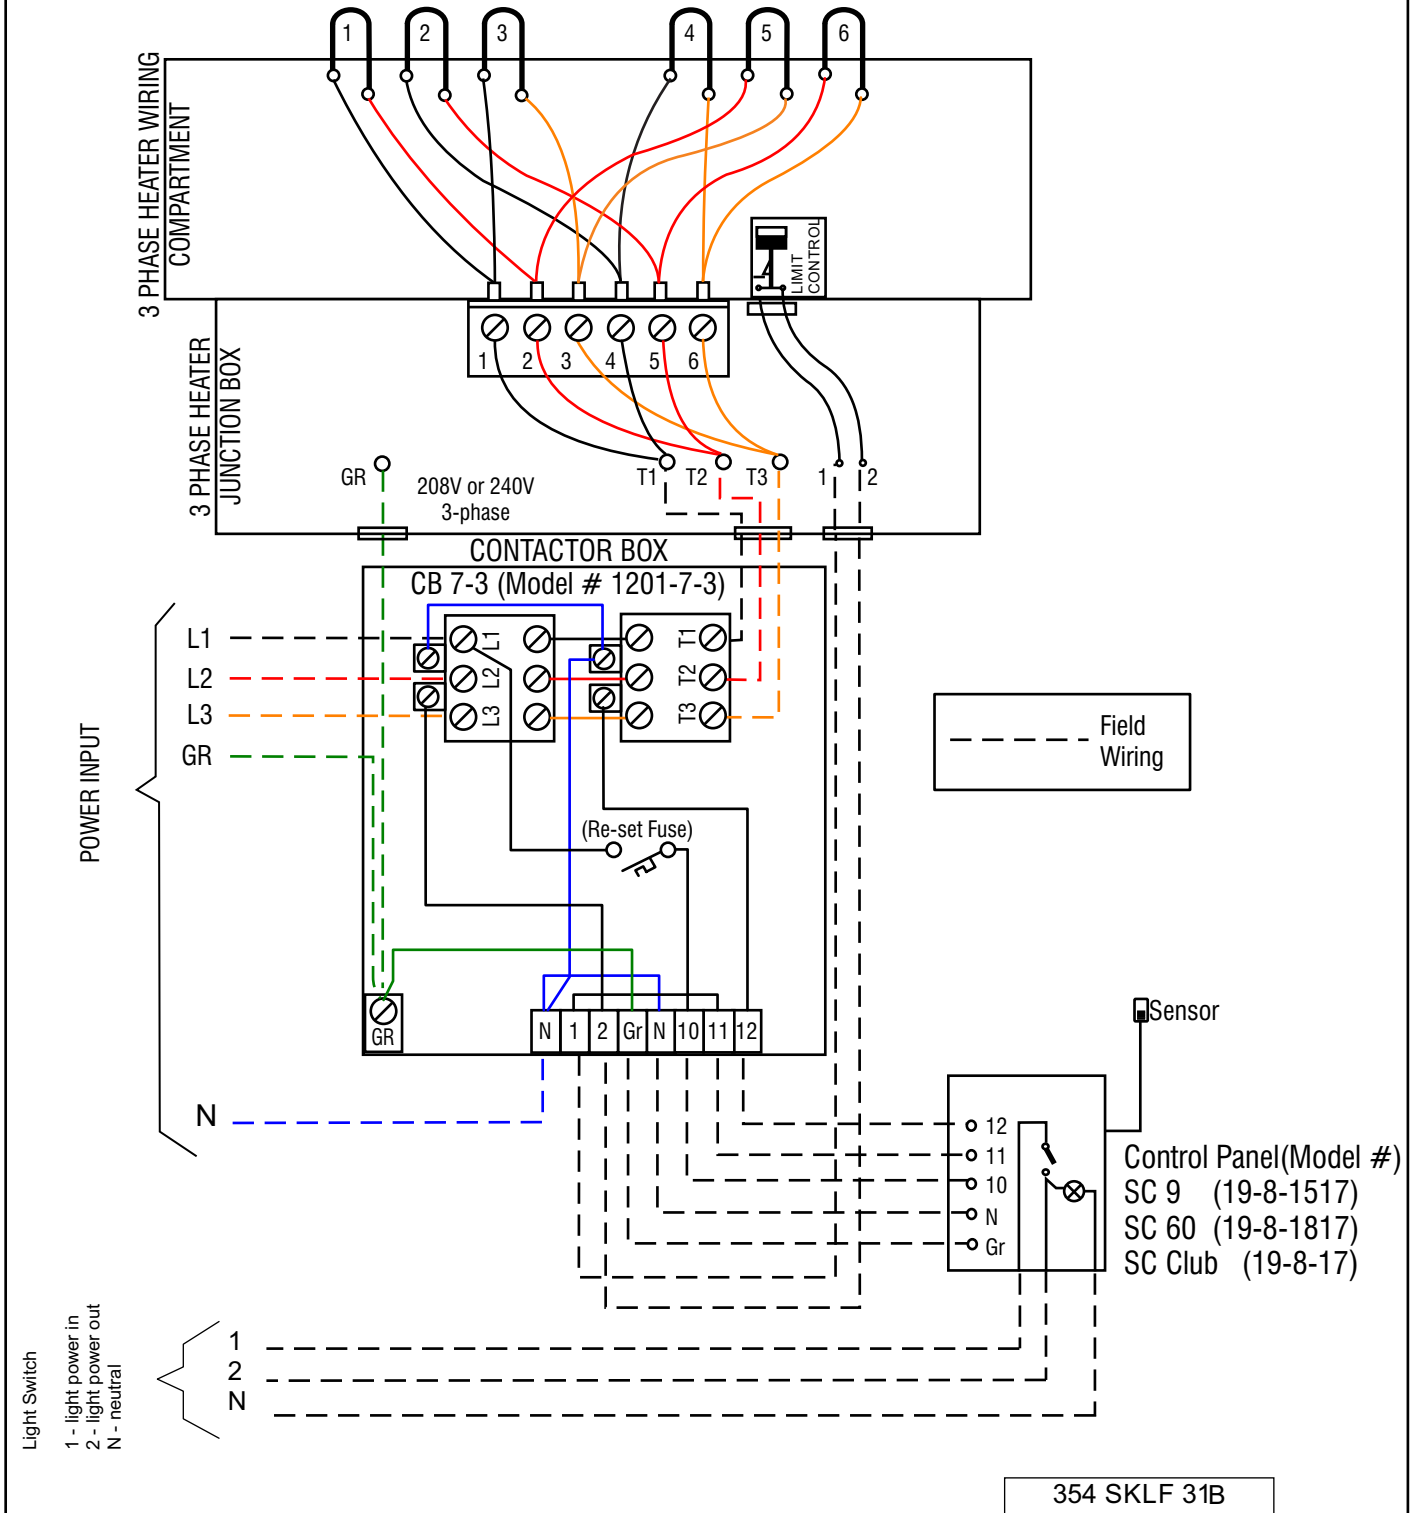 1 2 3 4 5 6
3 PHASE HEATER WIRING
COMPARTMENT
LIMIT
CONTROL
3 PHASE HEATER
JUNCTION BOX
1 2 3 4 5 6
GR
208V or 240V
3-phase
T1 T2 T3 1 2
CONTACTOR BOX
CB 7-3 (Model # 1201-7-3)
POWER INPUT
L1
L2
L3
GR
L1
L2
L3
T1
T2
T3
Field
Wiring
(Re-set Fuse)
GR
N 1 2 Gr N 10 11 12
N
Sensor
12
11
10
N
Gr
Control Panel(Model #)
SC 9 (19-8-1517)
SC 60 (19-8-1817)
SC Club (19-8-17)
Light Switch
1 - light power in
2 - light power out
N - neutral
1
2
N
354 SKLF 31B